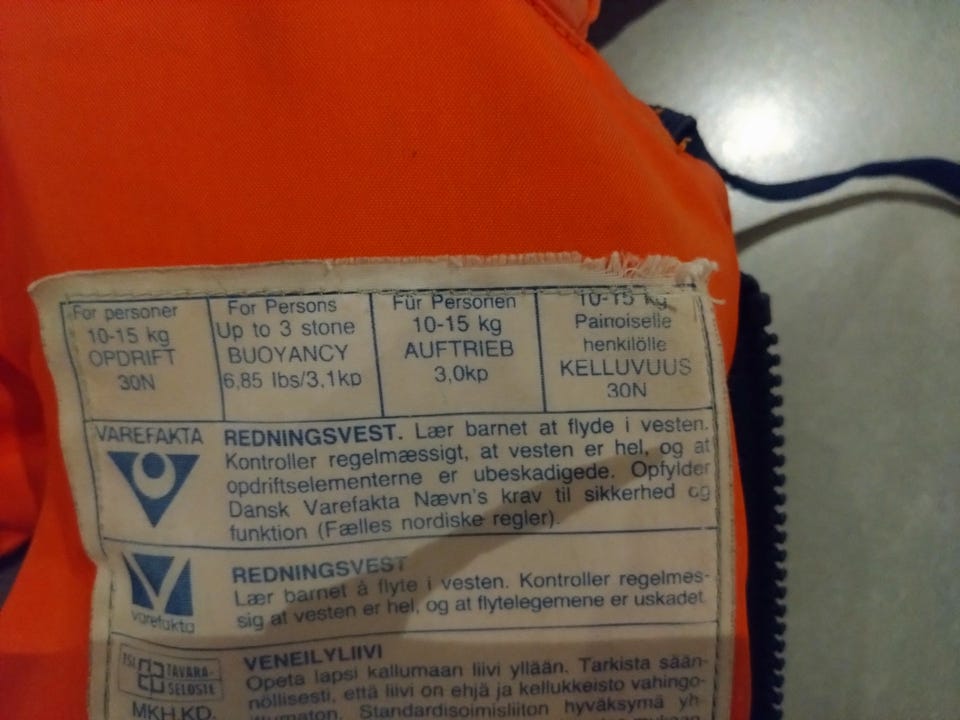 For personer
10-15 kg
OPDRIFT
30N
For Persons
Up to 3 stone
BUOYANCY
6,85 lbs/3,1kp
Für Personen
10-15 kg
AUFTRIEB
3,0kp
10-15 kg
Painoiselle
henkilölle
KELLUVUUS
30N
VAREFAKTA
REDNINGSVEST. Lær barnet at flyde i vesten.
Kontroller regelmæssigt, at vesten er hel, og at
opdriftselementerne er ubeskadigede. Opfylder
Dansk Varefakta Nævn's krav til sikkerhed og
funktion (Fælles nordiske regler).
varefakta
REDNINGSVEST
Lær barnet å flyte i vesten. Kontroller regelmes-
sig at vesten er hel, og at flytelegemene er uskadet.
TSL TAVARA-
SELOSTE
MKH.KD.
VENEILYLIIVI
Opeta lapsi kallumaan liivi yllään. Tarkista sään-
nöllisesti, että liivi on ehjä ja kellukkeisto vahingo-
Standardisoimisliiton hyväksymä yh-